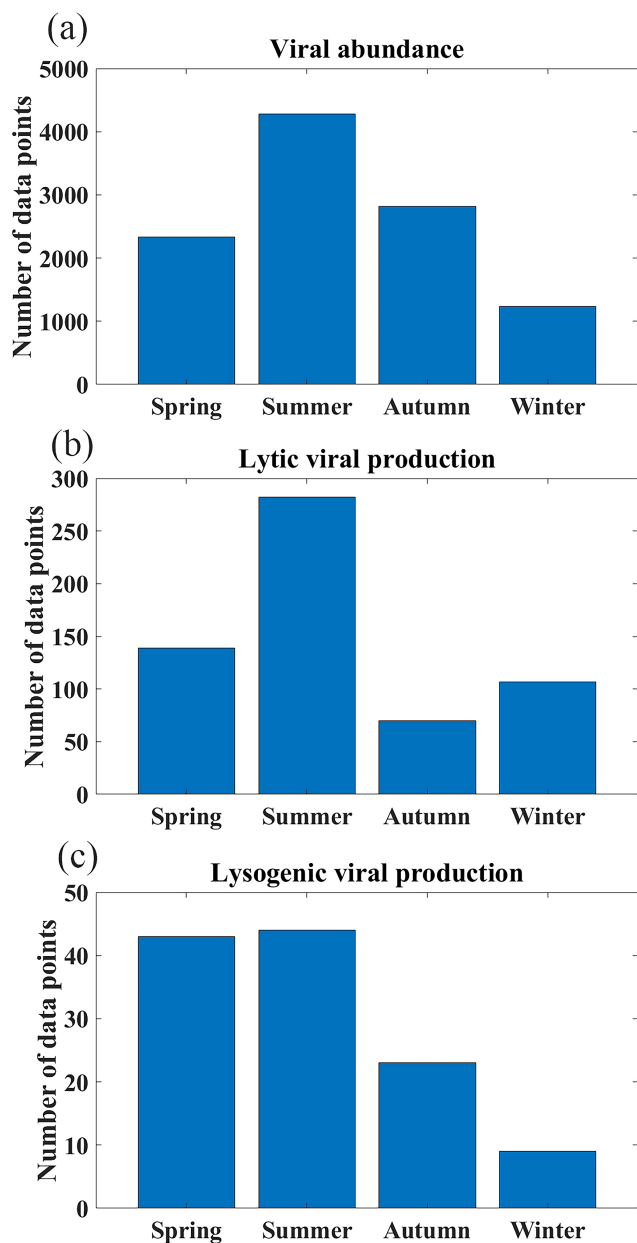 (a)
Viral abundance
Number of data points
5000
4000
3000
2000
1000
0
Spring Summer Autumn Winter
(b)
Lytic viral production
Number of data points
300
250
200
150
100
50
0
Spring Summer Autumn Winter
(c)
Lysogenic viral production
Number of data points
50
40
30
20
10
0
Spring Summer Autumn Winter